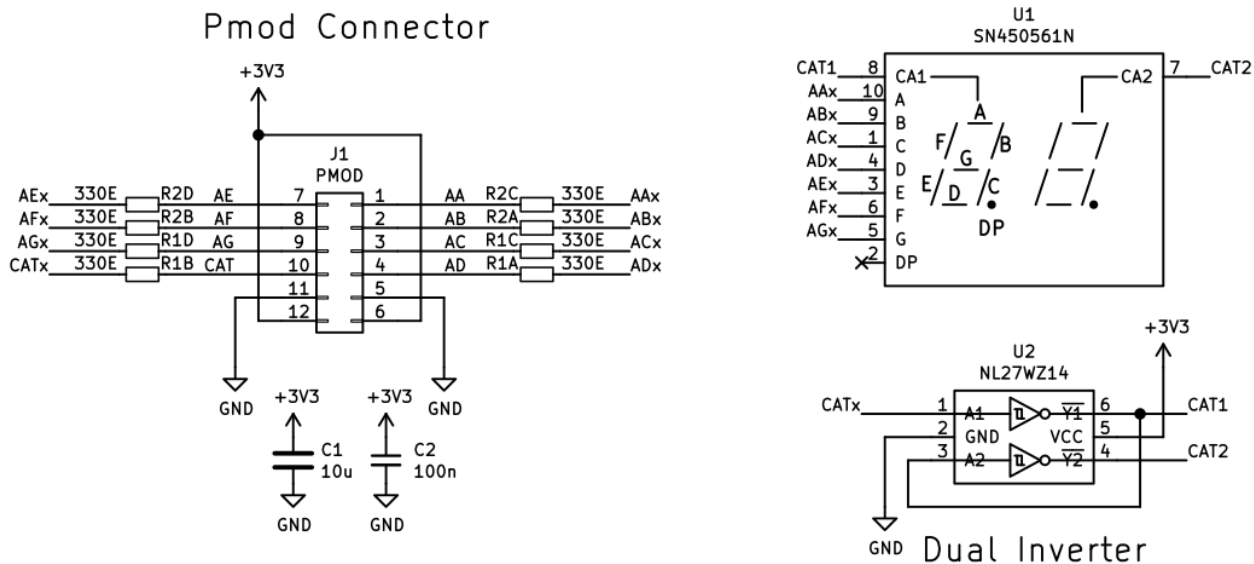 Pmod Connector
+3V3
J1
PMOD
AEx 330E R2D AE 7 1 AA R2C 330E AAx
AFx 330E R2B AF 8 2 AB R2A 330E ABx
AGx 330E R1D AG 9 3 AC R1C 330E ACx
CATx 330E R1B CAT 10 4 AD R1A 330E ADx
11 5
12 6
GND GND
+3V3 +3V3
C1 C2
10u 100n
GND GND
U1
SN450561N
CAT1 8 CA1 CA2 7 CAT2
AAx 10 A
ABx 9 B
ACx 1 C
ADx 4 D
AEx 3 E
AFx 6 F
AGx 5 G
2 DP
A
F B
G
E D C
DP
+3V3
U2
NL27WZ14
CATx 1 A1 Y1 6 CAT1
2 GND VCC 5
3 A2 Y2 4 CAT2
GND
Dual Inverter